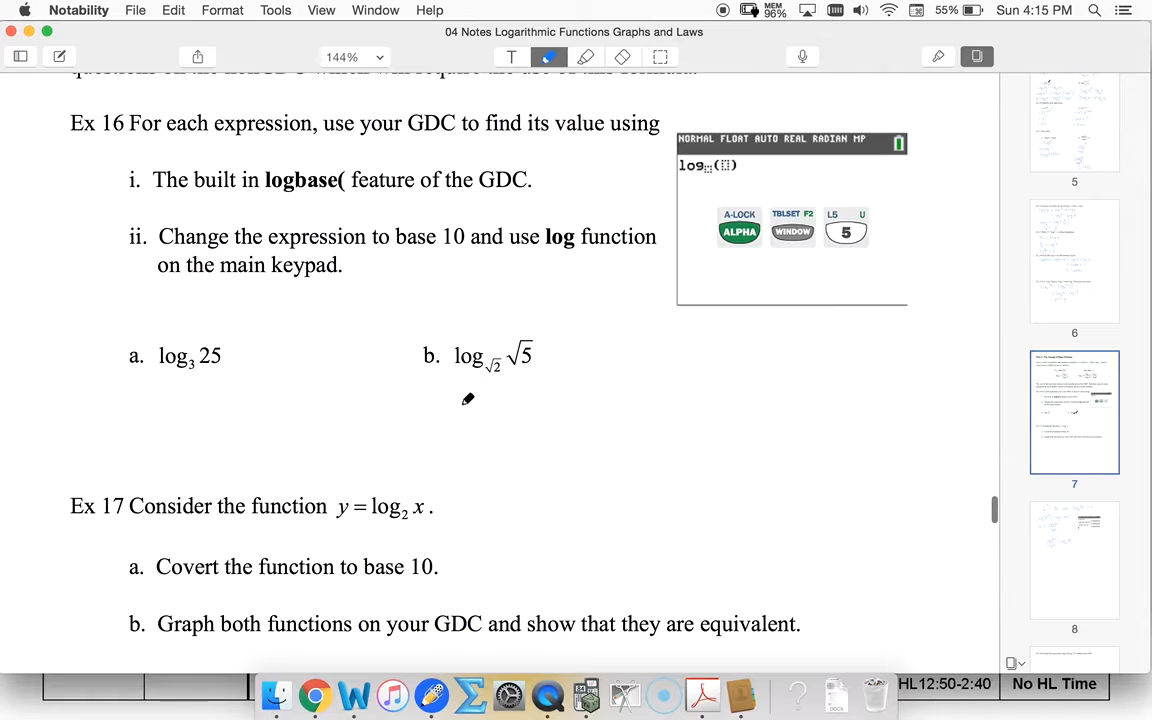 Notability File Edit Format Tools View Window Help MEM 96% 55% Sun 4:15 PM
04 Notes Logarithmic Functions Graphs and Laws
144% T
Ex 16 For each expression, use your GDC to find its value using
i. The built in logbase( feature of the GDC.
ii. Change the expression to base 10 and use log function
on the main keypad.
NORMAL FLOAT AUTO REAL RADIAN MP
log( )
A-LOCK TBLSET F2 L5 U
ALPHA WINDOW 5
a. log₃ 25 b. log_√2 √5
Ex 17 Consider the function y = log₂ x .
a. Covert the function to base 10.
b. Graph both functions on your GDC and show that they are equivalent.
5
6
7
8
HL12:50-2:40 No HL Time
DOCX